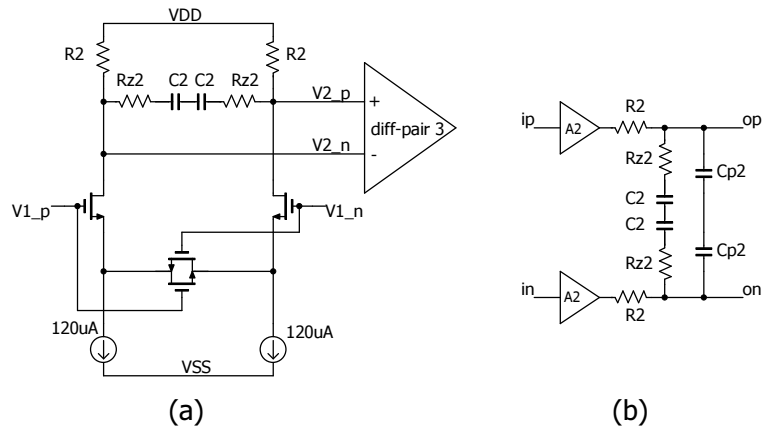 VDD
R2
R2
Rz2 C2 C2 Rz2
V2_p
+
diff-pair 3
V2_n
-
V1_p
V1_n
120uA
120uA
VSS
(a)
ip
A2
R2
op
Rz2
Cp2
C2
C2
Cp2
Rz2
in
A2
on
R2
(b)